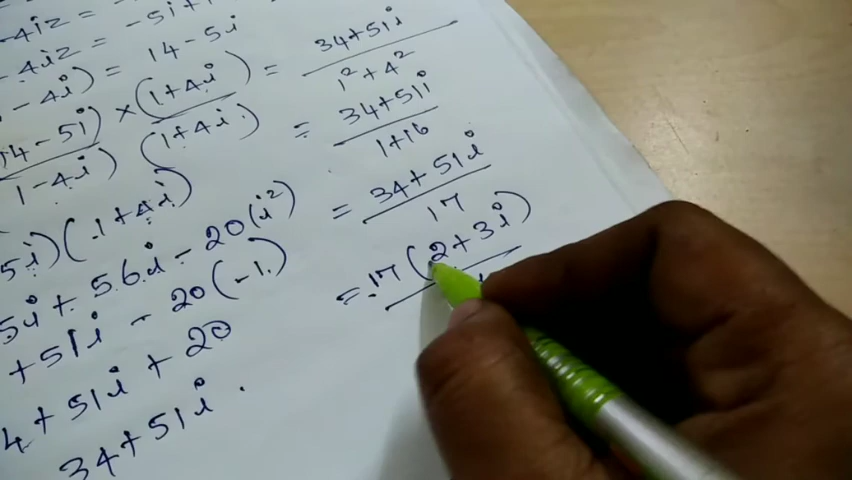 -4iz =
-4iz = -5i+
-4i) = 14-5i
14-5i) × (1+4i)
1-4i) (1+4i)
5i)(1+4i)
5i+56i-20(i²)
+51i-20(-1)
4+51i+20
34+51i.
= 34+51i
1²+4²
= 34+51i
1+16
= 34+51i
17
= 17(2+3i)